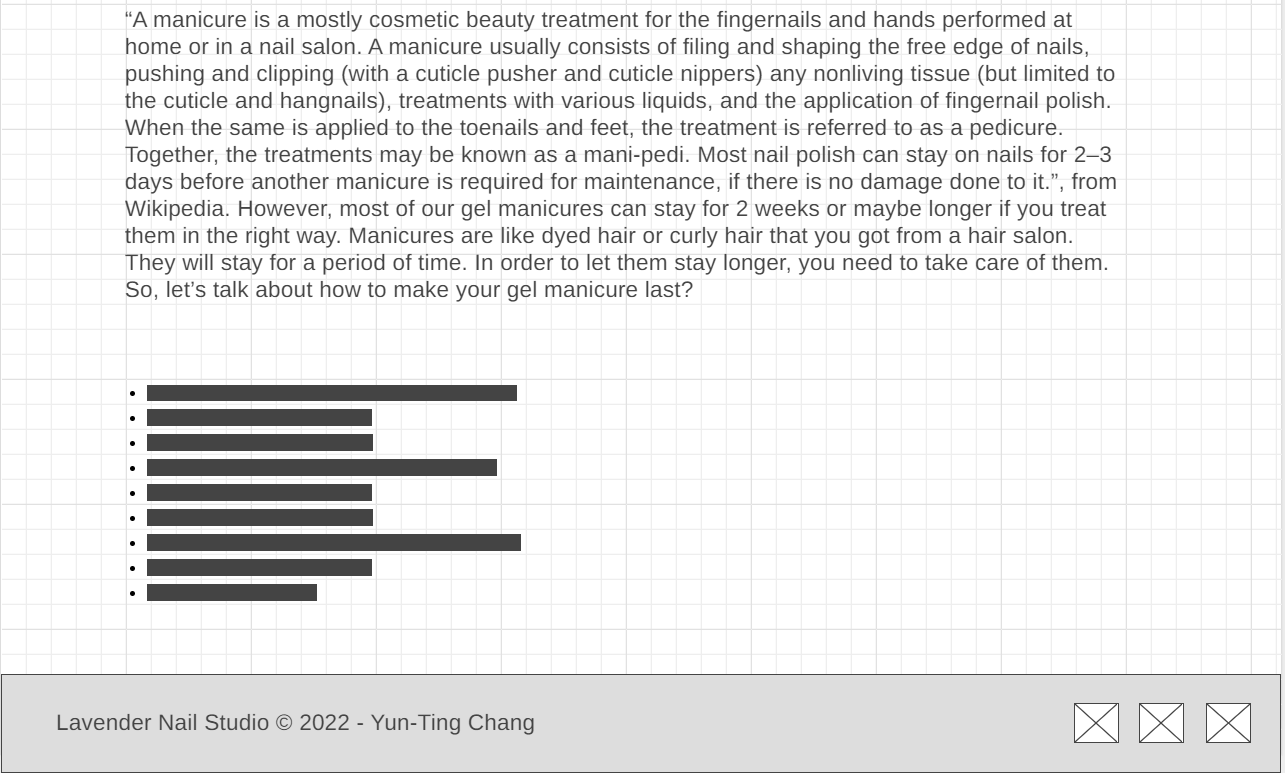 “A manicure is a mostly cosmetic beauty treatment for the fingernails and hands performed at
home or in a nail salon. A manicure usually consists of filing and shaping the free edge of nails,
pushing and clipping (with a cuticle pusher and cuticle nippers) any nonliving tissue (but limited to
the cuticle and hangnails), treatments with various liquids, and the application of fingernail polish.
When the same is applied to the toenails and feet, the treatment is referred to as a pedicure.
Together, the treatments may be known as a mani-pedi. Most nail polish can stay on nails for 2–3
days before another manicure is required for maintenance, if there is no damage done to it.”, from
Wikipedia. However, most of our gel manicures can stay for 2 weeks or maybe longer if you treat
them in the right way. Manicures are like dyed hair or curly hair that you got from a hair salon.
They will stay for a period of time. In order to let them stay longer, you need to take care of them.
So, let’s talk about how to make your gel manicure last?
Lavender Nail Studio © 2022 - Yun-Ting Chang